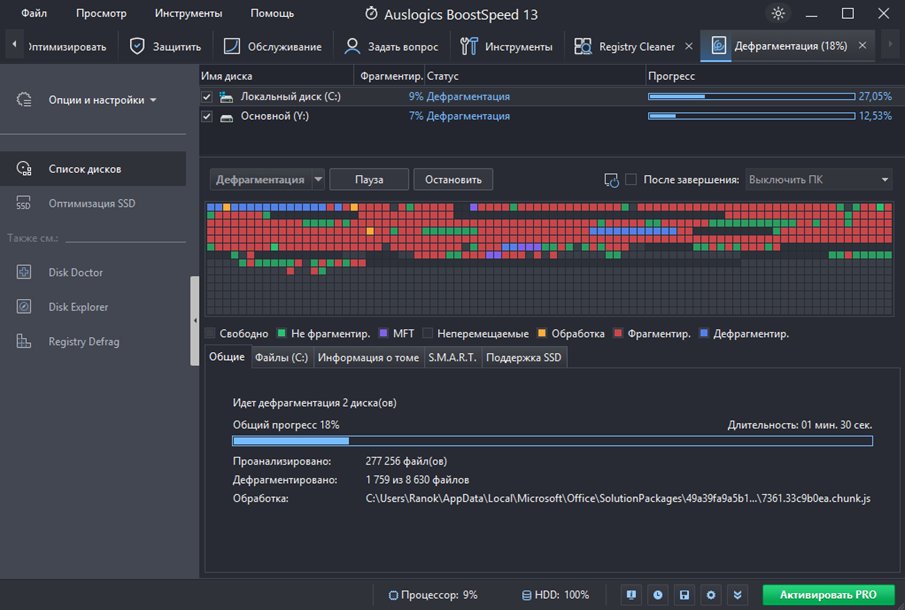 Файл Просмотр Инструменты Помощь Auslogics BoostSpeed 13
Оптимизировать Защитить Обслуживание Задать вопрос Инструменты Registry Cleaner Дефрагментация (18%)
Опции и настройки
Список дисков
Оптимизация SSD
Также см.:
Disk Doctor
Disk Explorer
Registry Defrag
Имя диска Фрагментир. Статус Прогресс
Локальный диск (C:) 9% Дефрагментация 27,05%
Основной (Y:) 7% Дефрагментация 12,53%
Дефрагментация Пауза Остановить После завершения: Выключить ПК
Свободно Не фрагментир. MFT Неперемещаемые Обработка Фрагментир. Дефрагментир.
Общие Файлы (C:) Информация о томе S.M.A.R.T. Поддержка SSD
Идет дефрагментация 2 диска(ов)
Общий прогресс 18% Длительность: 01 мин. 30 сек.
Проанализировано: 277 256 файл(ов)
Дефрагментировано: 1 759 из 8 630 файлов
Обработка: C:\Users\Ranok\AppData\Local\Microsoft\Office\SolutionPackages\49a39fa9a5b1...\7361.33c9b0ea.chunk.js
Процессор: 9% HDD: 100% Активировать PRO